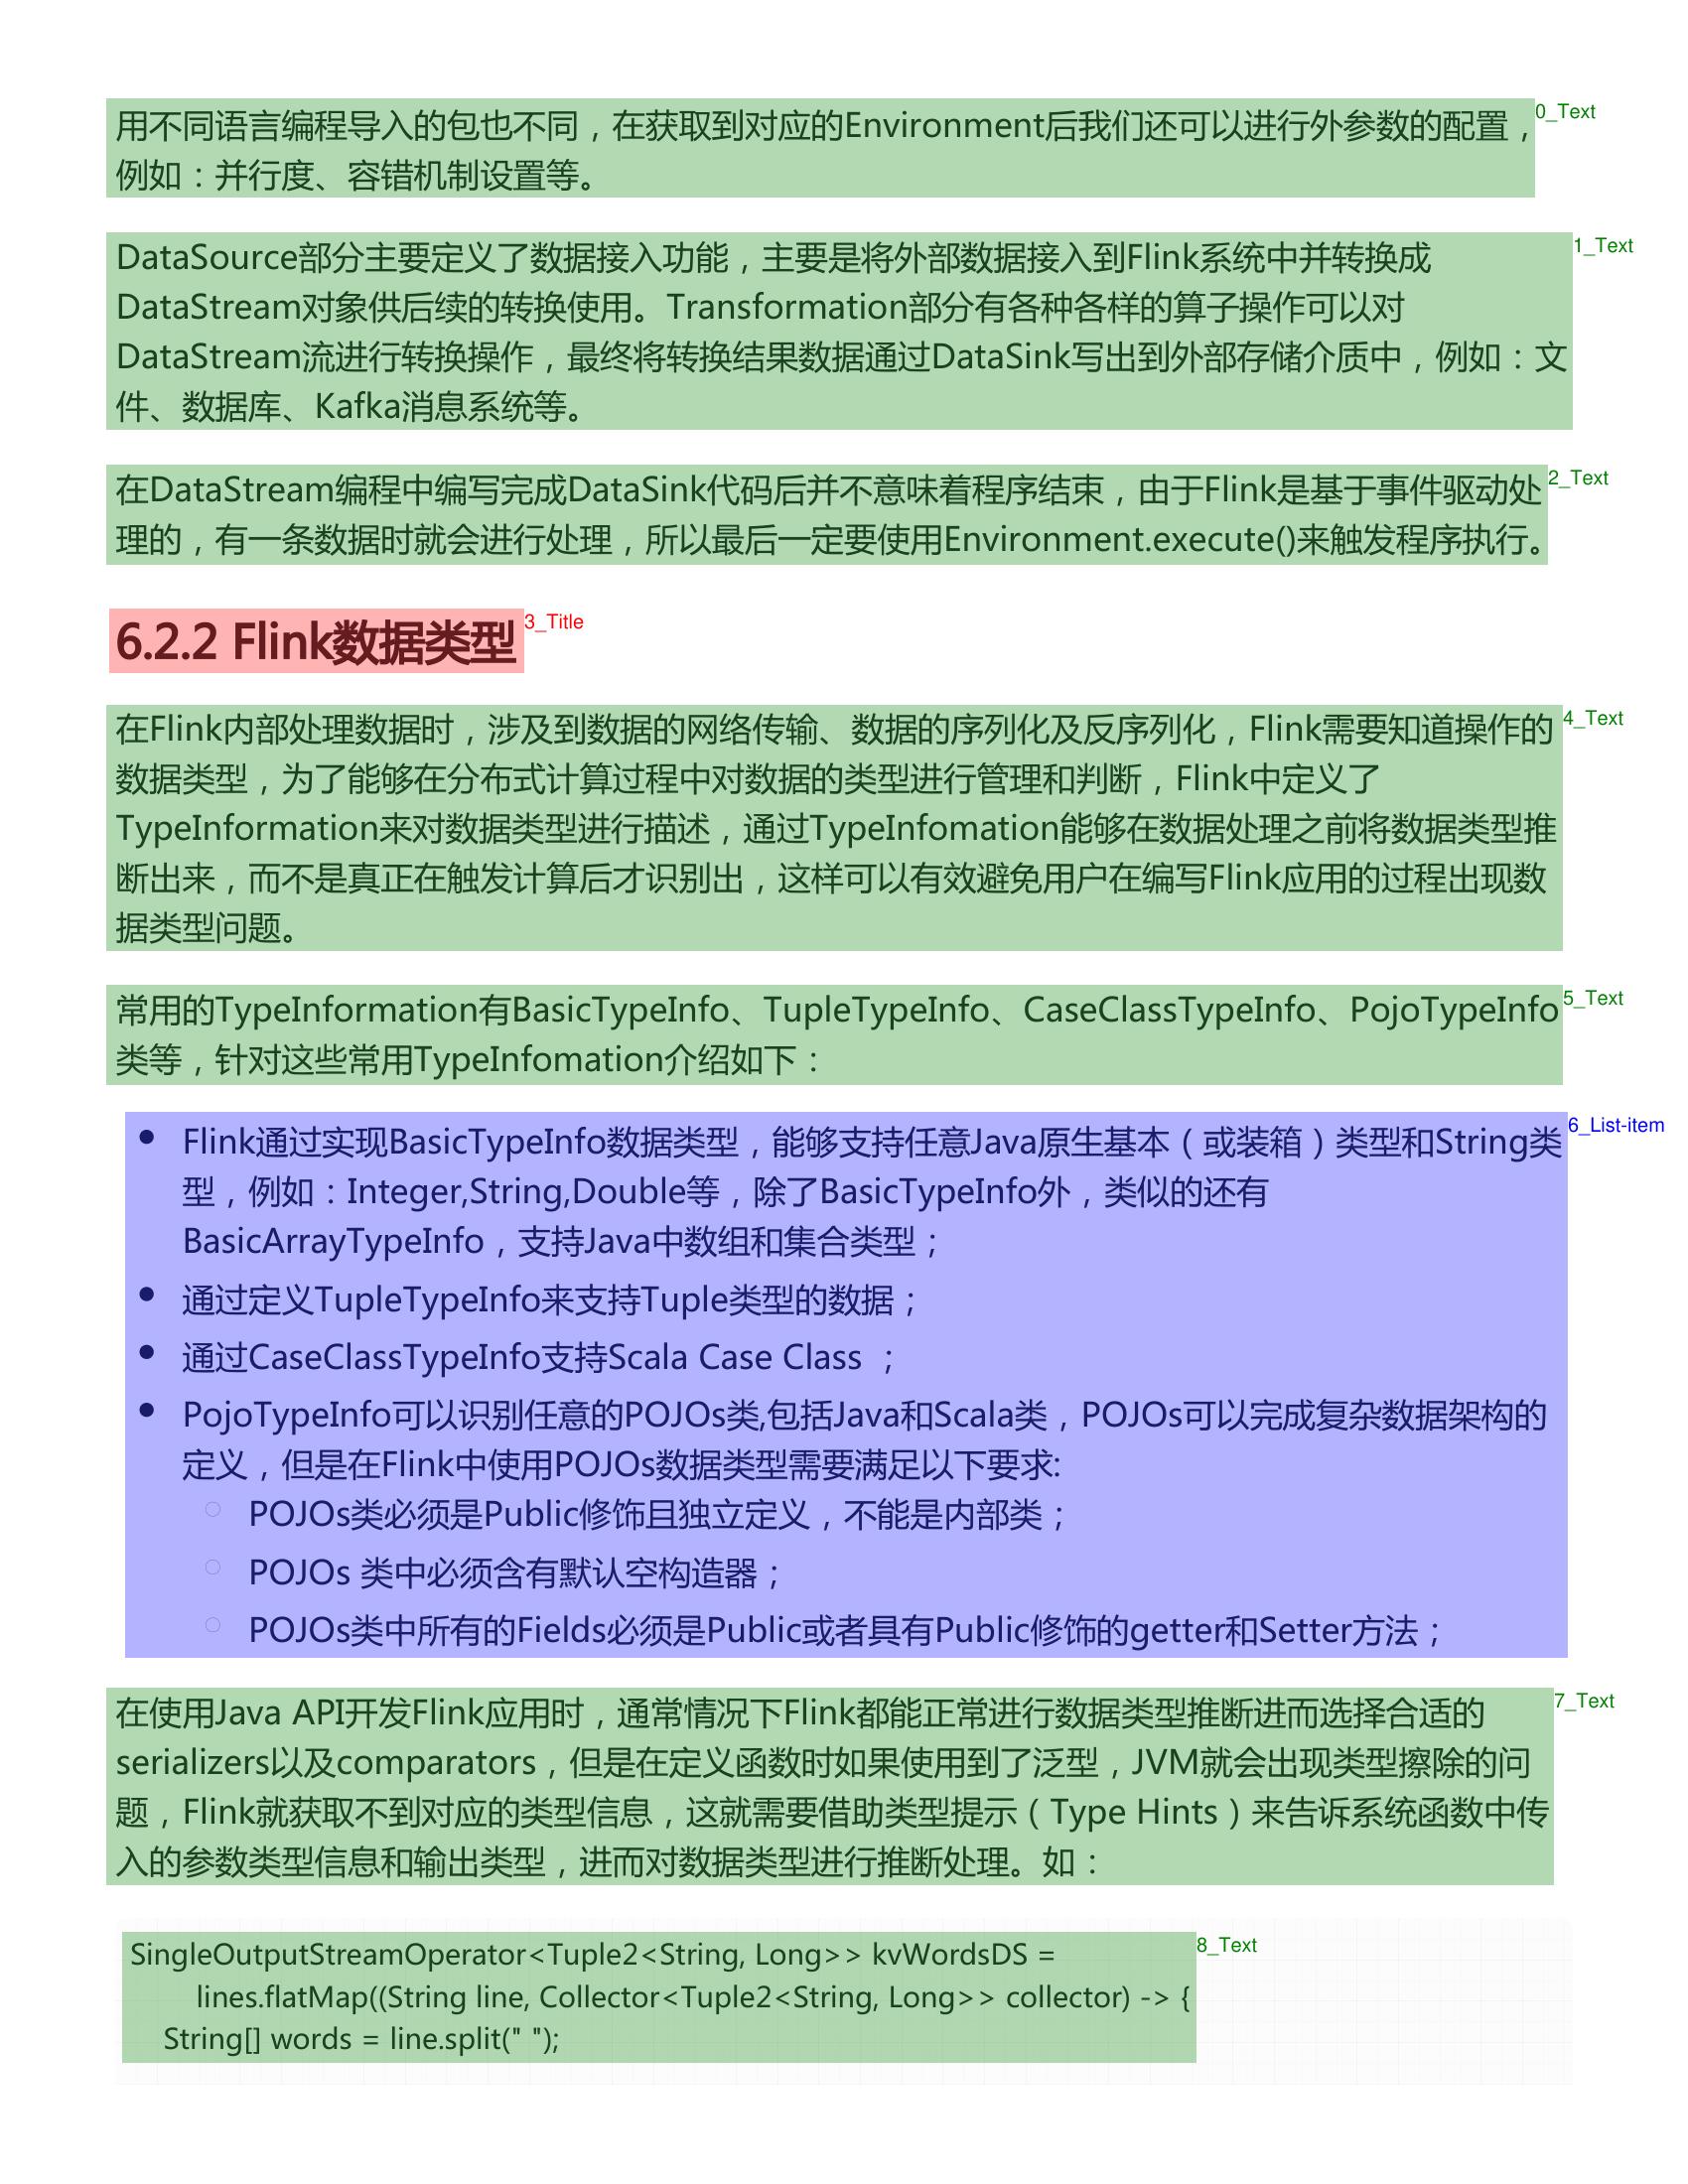 用不同语言编程导入的包也不同，在获取到对应的Environment后我们还可以进行外参数的配置，
0_Text
例如：并行度、容错机制设置等。
DataSource部分主要定义了数据接入功能，主要是将外部数据接入到Flink系统中并转换成
1_Text
DataStream对象供后续的转换使用。Transformation部分有各种各样的算子操作可以对
DataStream流进行转换操作，最终将转换结果数据通过DataSink写出到外部存储介质中，例如：文
件、数据库、Kafka消息系统等。
在DataStream编程中编写完成DataSink代码后并不意味着程序结束，由于Flink是基于事件驱动处
2_Text
理的，有一条数据时就会进行处理，所以最后一定要使用Environment.execute()来触发程序执行。
6.2.2 Flink数据类型
3_Title
在Flink内部处理数据时，涉及到数据的网络传输、数据的序列化及反序列化，Flink需要知道操作的
4_Text
数据类型，为了能够在分布式计算过程中对数据的类型进行管理和判断，Flink中定义了
TypeInformation来对数据类型进行描述，通过TypeInfomation能够在数据处理之前将数据类型推
断出来，而不是真正在触发计算后才识别出，这样可以有效避免用户在编写Flink应用的过程出现数
据类型问题。
常用的TypeInformation有BasicTypeInfo、TupleTypeInfo、CaseClassTypeInfo、PojoTypeInfo
5_Text
类等，针对这些常用TypeInfomation介绍如下：
● Flink通过实现BasicTypeInfo数据类型，能够支持任意Java原生基本（或装箱）类型和String类
6_List-item
型，例如：Integer,String,Double等，除了BasicTypeInfo外，类似的还有
BasicArrayTypeInfo，支持Java中数组和集合类型；
● 通过定义TupleTypeInfo来支持Tuple类型的数据；
● 通过CaseClassTypeInfo支持Scala Case Class ；
● PojoTypeInfo可以识别任意的POJOs类,包括Java和Scala类，POJOs可以完成复杂数据架构的
定义，但是在Flink中使用POJOs数据类型需要满足以下要求:
○ POJOs类必须是Public修饰且独立定义，不能是内部类；
○ POJOs 类中必须含有默认空构造器；
○ POJOs类中所有的Fields必须是Public或者具有Public修饰的getter和Setter方法；
在使用Java API开发Flink应用时，通常情况下Flink都能正常进行数据类型推断进而选择合适的
7_Text
serializers以及comparators，但是在定义函数时如果使用到了泛型，JVM就会出现类型擦除的问
题，Flink就获取不到对应的类型信息，这就需要借助类型提示（Type Hints）来告诉系统函数中传
入的参数类型信息和输出类型，进而对数据类型进行推断处理。如：
SingleOutputStreamOperator<Tuple2<String, Long>> kvWordsDS =
8_Text
lines.flatMap((String line, Collector<Tuple2<String, Long>> collector) -> {
String[] words = line.split(" ");